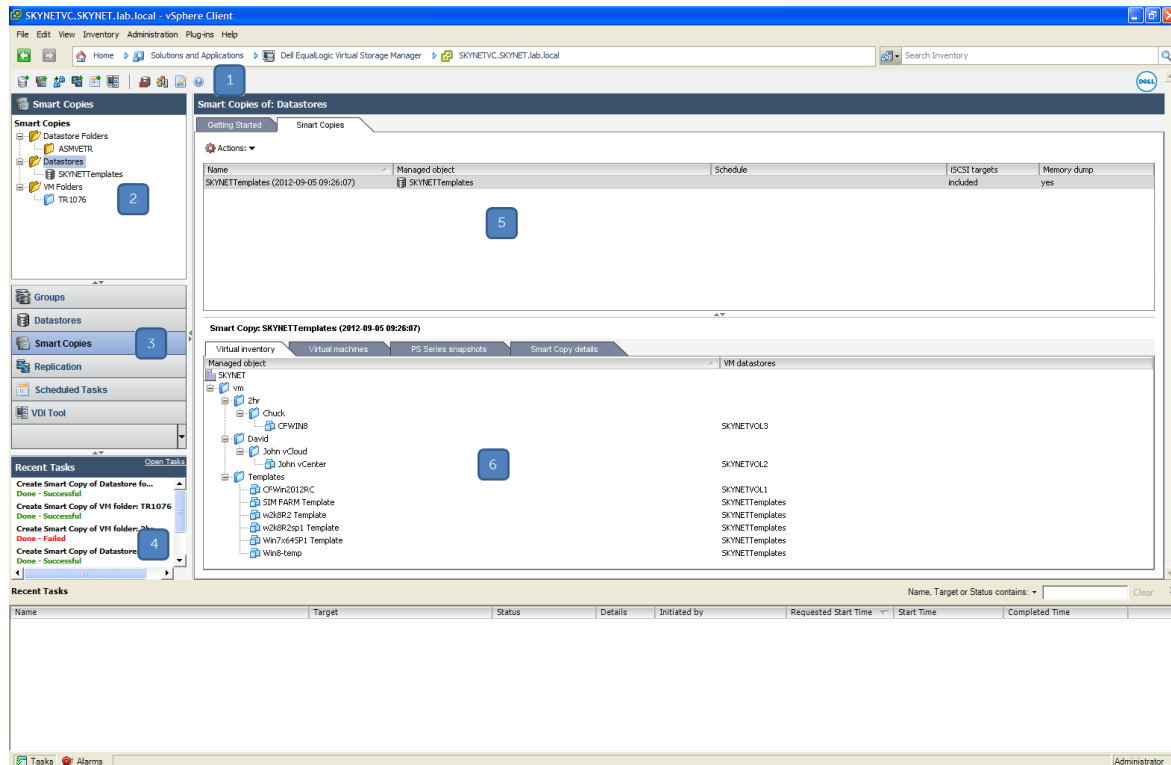 SKYNETVC.SKYNET.lab.local - vSphere Client
File Edit View Inventory Administration Plug-ins Help
Home Solutions and Applications Dell EqualLogic Virtual Storage Manager SKYNETVC.SKYNET.lab.local Search Inventory
1
DELL
Smart Copies
Smart Copies
Datastore Folders
ASMVETR
Datastores
SKYNETTemplates
VM Folders
TR1076
2
Groups
Datastores
Smart Copies
3
Replication
Scheduled Tasks
VDI Tool
Recent Tasks Open Tasks
Create Smart Copy of Datastore fo...
Done - Successful
Create Smart Copy of VM folder: TR1076
Done - Successful
Create Smart Copy of VM folder: 2hr
Done - Failed
4
Create Smart Copy of Datastore
Done - Successful
Smart Copies of: Datastores
Getting Started Smart Copies
Actions:
Name Managed object Schedule iSCSI targets Memory dump
SKYNETTemplates (2012-09-05 09:26:07) SKYNETTemplates included yes
5
Smart Copy: SKYNETTemplates (2012-09-05 09:26:07)
Virtual inventory Virtual machines PS Series snapshots Smart Copy details
Managed object VM datastores
SKYNET
vm
2hr
Chuck
CFWIN8 SKYNETVOL3
David
John vCloud
John vCenter SKYNETVOL2
6
Templates
CFWin2012RC SKYNETVOL1
SIM FARM Template SKYNETTemplates
w2k8R2 Template SKYNETTemplates
w2k8R2sp1 Template SKYNETTemplates
Win7x64SP1 Template SKYNETTemplates
Win8-temp SKYNETTemplates
Recent Tasks Name, Target or Status contains: Clear
Name Target Status Details Initiated by Requested Start Time Start Time Completed Time
Tasks Alarms Administrator